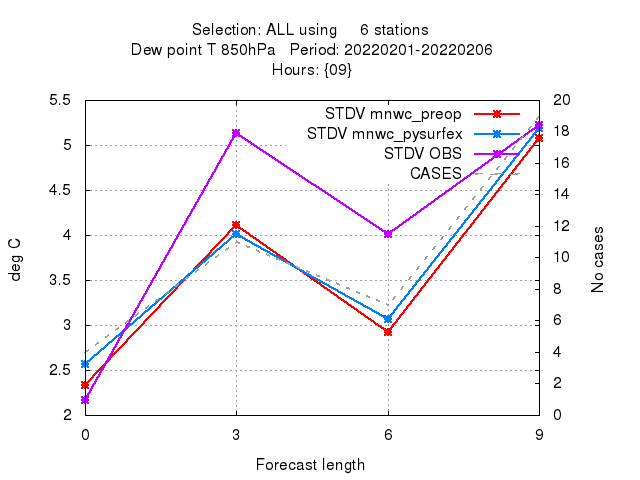 Selection: ALL using 6 stations
Dew point T 850hPa Period: 20220201-20220206
Hours: {09}
STDV mnwc_preop
STDV mnwc_pysurfex
STDV OBS
CASES
5.5
5
4.5
4
3.5
3
2.5
2
deg C
20
18
16
14
12
10
8
6
4
2
0
No cases
0 3 6 9
Forecast length